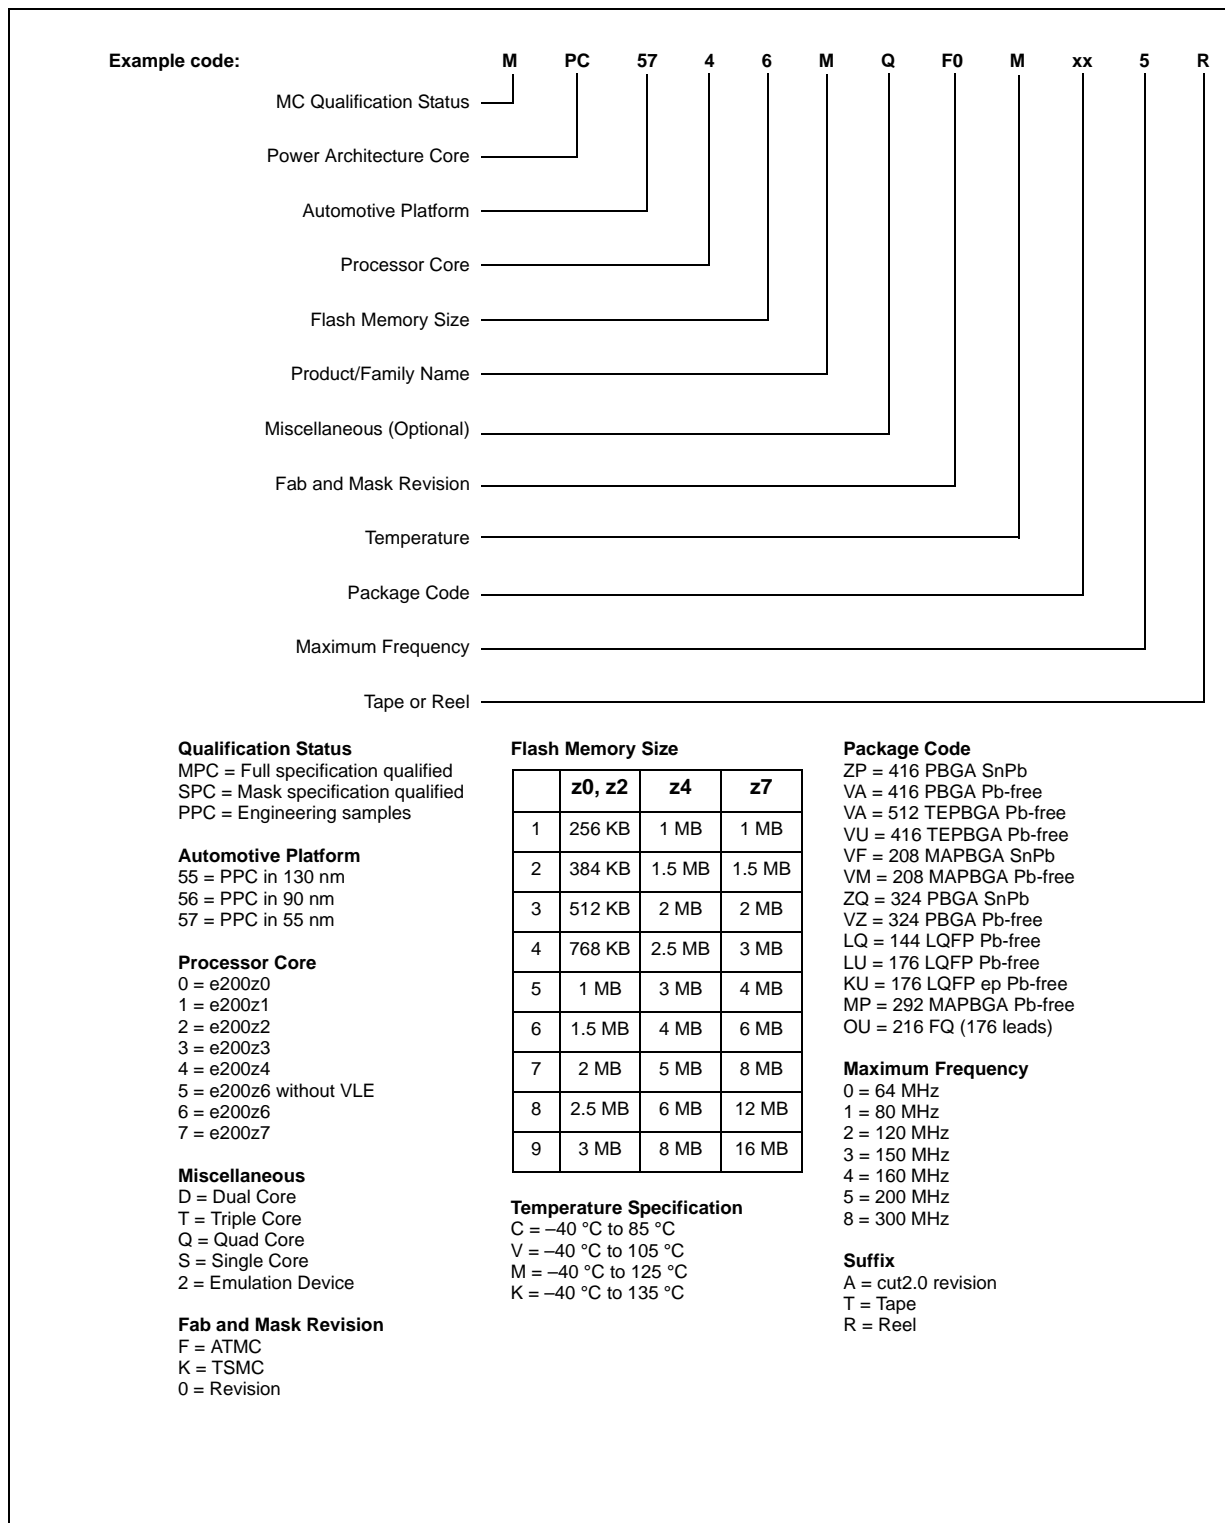 Example code: M PC 57 4 6 M Q F0 M xx 5 R
MC Qualification Status
Power Architecture Core
Automotive Platform
Processor Core
Flash Memory Size
Product/Family Name
Miscellaneous (Optional)
Fab and Mask Revision
Temperature
Package Code
Maximum Frequency
Tape or Reel
Qualification Status
MPC = Full specification qualified
SPC = Mask specification qualified
PPC = Engineering samples
Automotive Platform
55 = PPC in 130 nm
56 = PPC in 90 nm
57 = PPC in 55 nm
Processor Core
0 = e200z0
1 = e200z1
2 = e200z2
3 = e200z3
4 = e200z4
5 = e200z6 without VLE
6 = e200z6
7 = e200z7
Miscellaneous
D = Dual Core
T = Triple Core
Q = Quad Core
S = Single Core
2 = Emulation Device
Fab and Mask Revision
F = ATMC
K = TSMC
0 = Revision
Flash Memory Size
z0, z2 z4 z7
1 256 KB 1 MB 1 MB
2 384 KB 1.5 MB 1.5 MB
3 512 KB 2 MB 2 MB
4 768 KB 2.5 MB 3 MB
5 1 MB 3 MB 4 MB
6 1.5 MB 4 MB 6 MB
7 2 MB 5 MB 8 MB
8 2.5 MB 6 MB 12 MB
9 3 MB 8 MB 16 MB
Temperature Specification
C = –40 °C to 85 °C
V = –40 °C to 105 °C
M = –40 °C to 125 °C
K = –40 °C to 135 °C
Package Code
ZP = 416 PBGA SnPb
VA = 416 PBGA Pb-free
VA = 512 TEPBGA Pb-free
VU = 416 TEPBGA Pb-free
VF = 208 MAPBGA SnPb
VM = 208 MAPBGA Pb-free
ZQ = 324 PBGA SnPb
VZ = 324 PBGA Pb-free
LQ = 144 LQFP Pb-free
LU = 176 LQFP Pb-free
KU = 176 LQFP ep Pb-free
MP = 292 MAPBGA Pb-free
OU = 216 FQ (176 leads)
Maximum Frequency
0 = 64 MHz
1 = 80 MHz
2 = 120 MHz
3 = 150 MHz
4 = 160 MHz
5 = 200 MHz
8 = 300 MHz
Suffix
A = cut2.0 revision
T = Tape
R = Reel